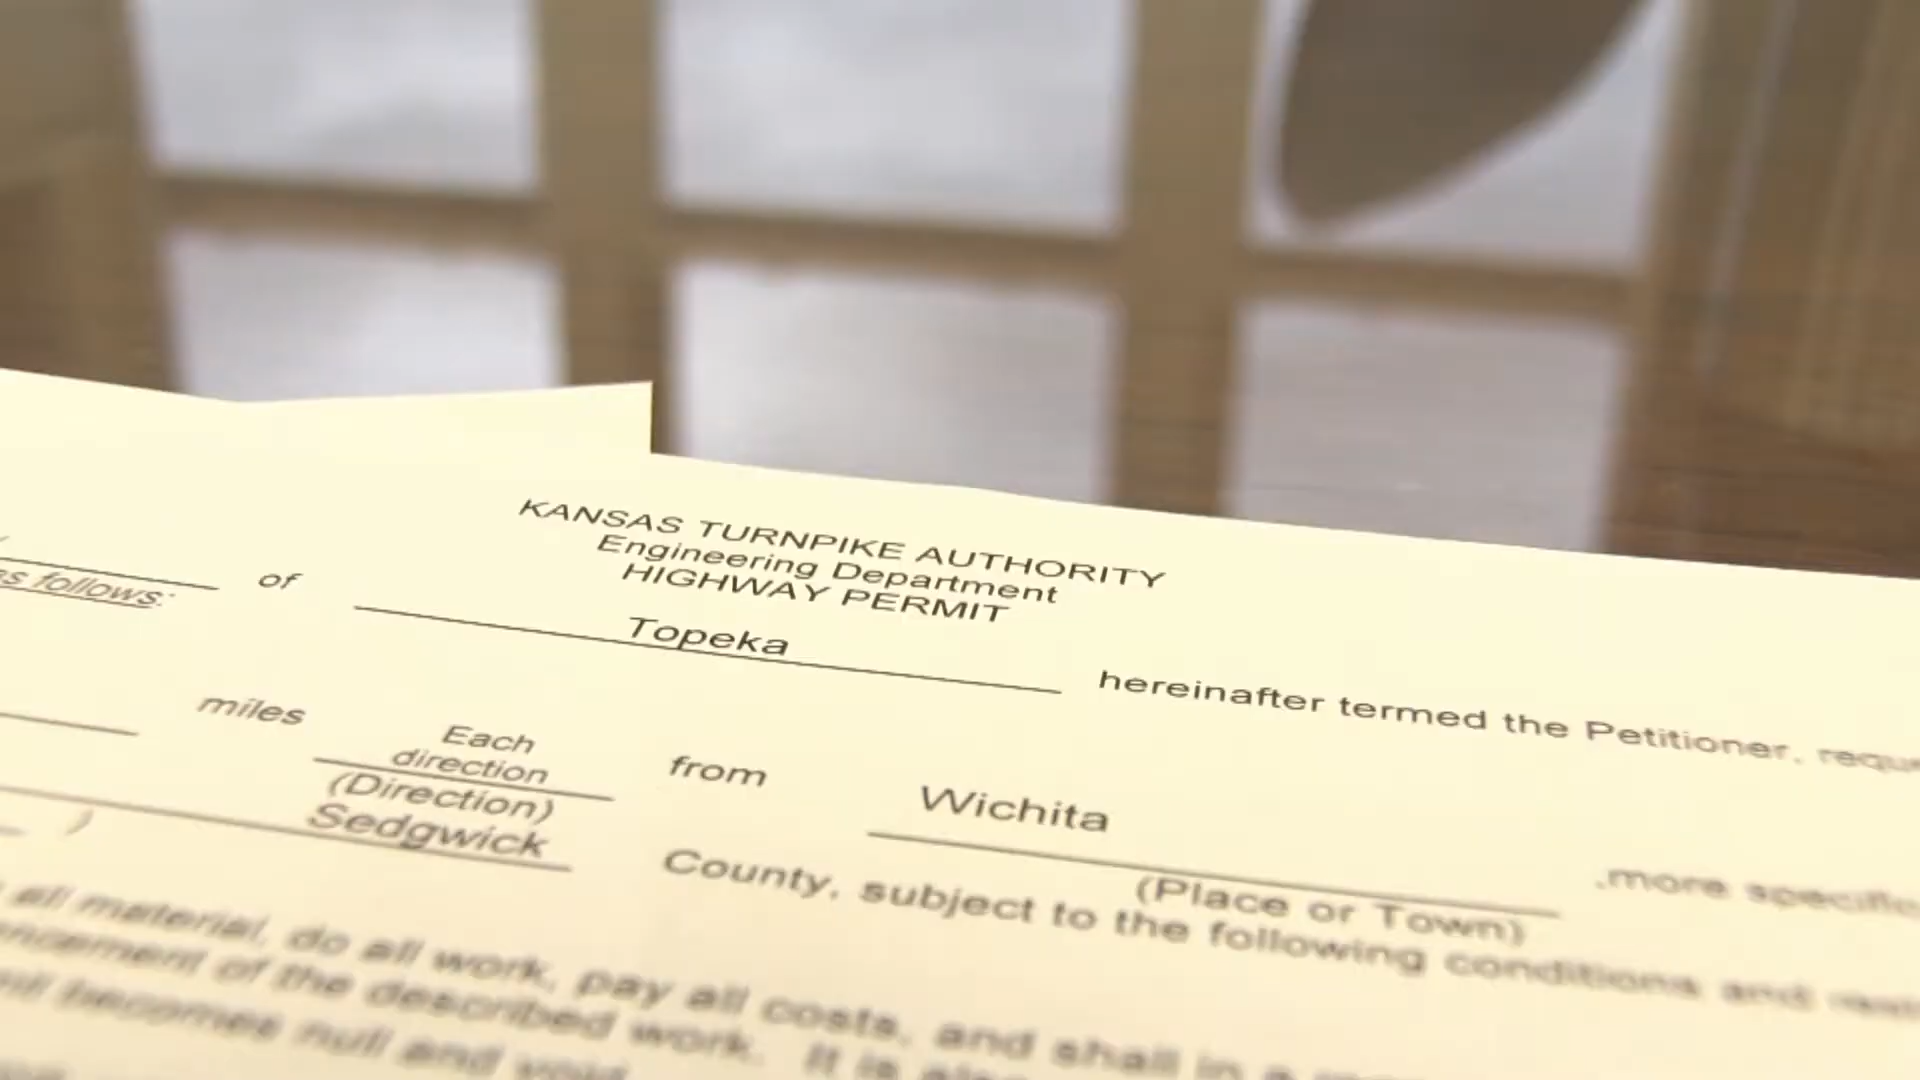 KANSAS TURNPIKE AUTHORITY
Engineering Department
HIGHWAY PERMIT
as follows:
of Topeka hereinafter termed the Petitioner,
miles Each direction from Wichita ,more
(Direction) (Place or Town)
Sedgwick County, subject to the following conditions and
all material, do all work, pay all costs, and shall in a
of the described work. It is also
becomes null and void